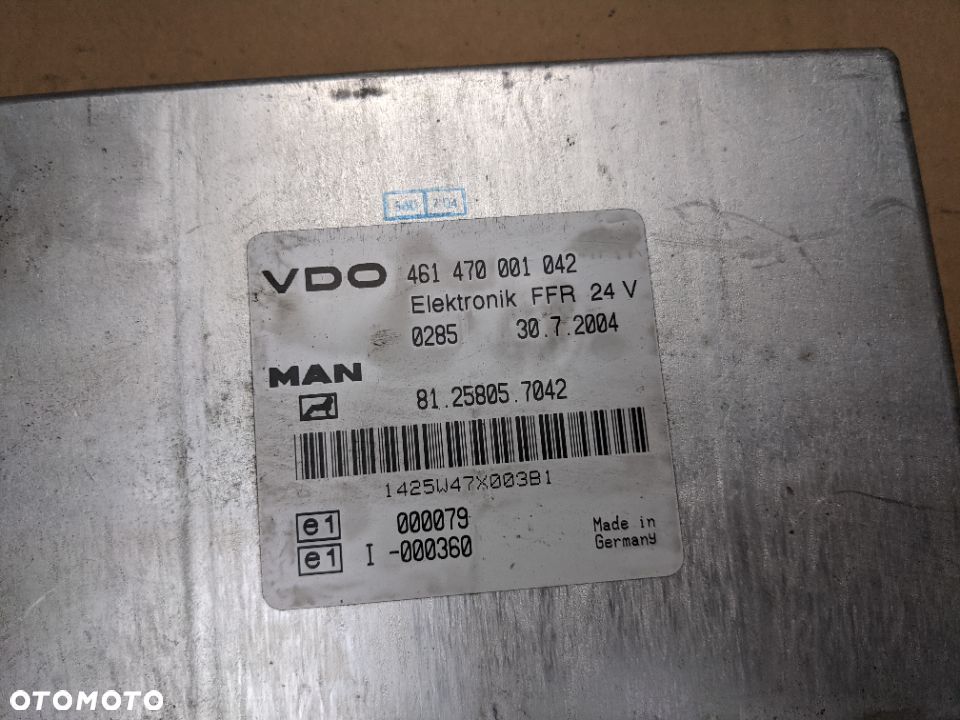 VDO 461 470 001 042
Elektronik FFR 24 V
0285 30.7.2004
MAN
81.25805.7042
1425W47X003B1
e1 000079
e1 I -000360
Made in
Germany
OTOMOTO